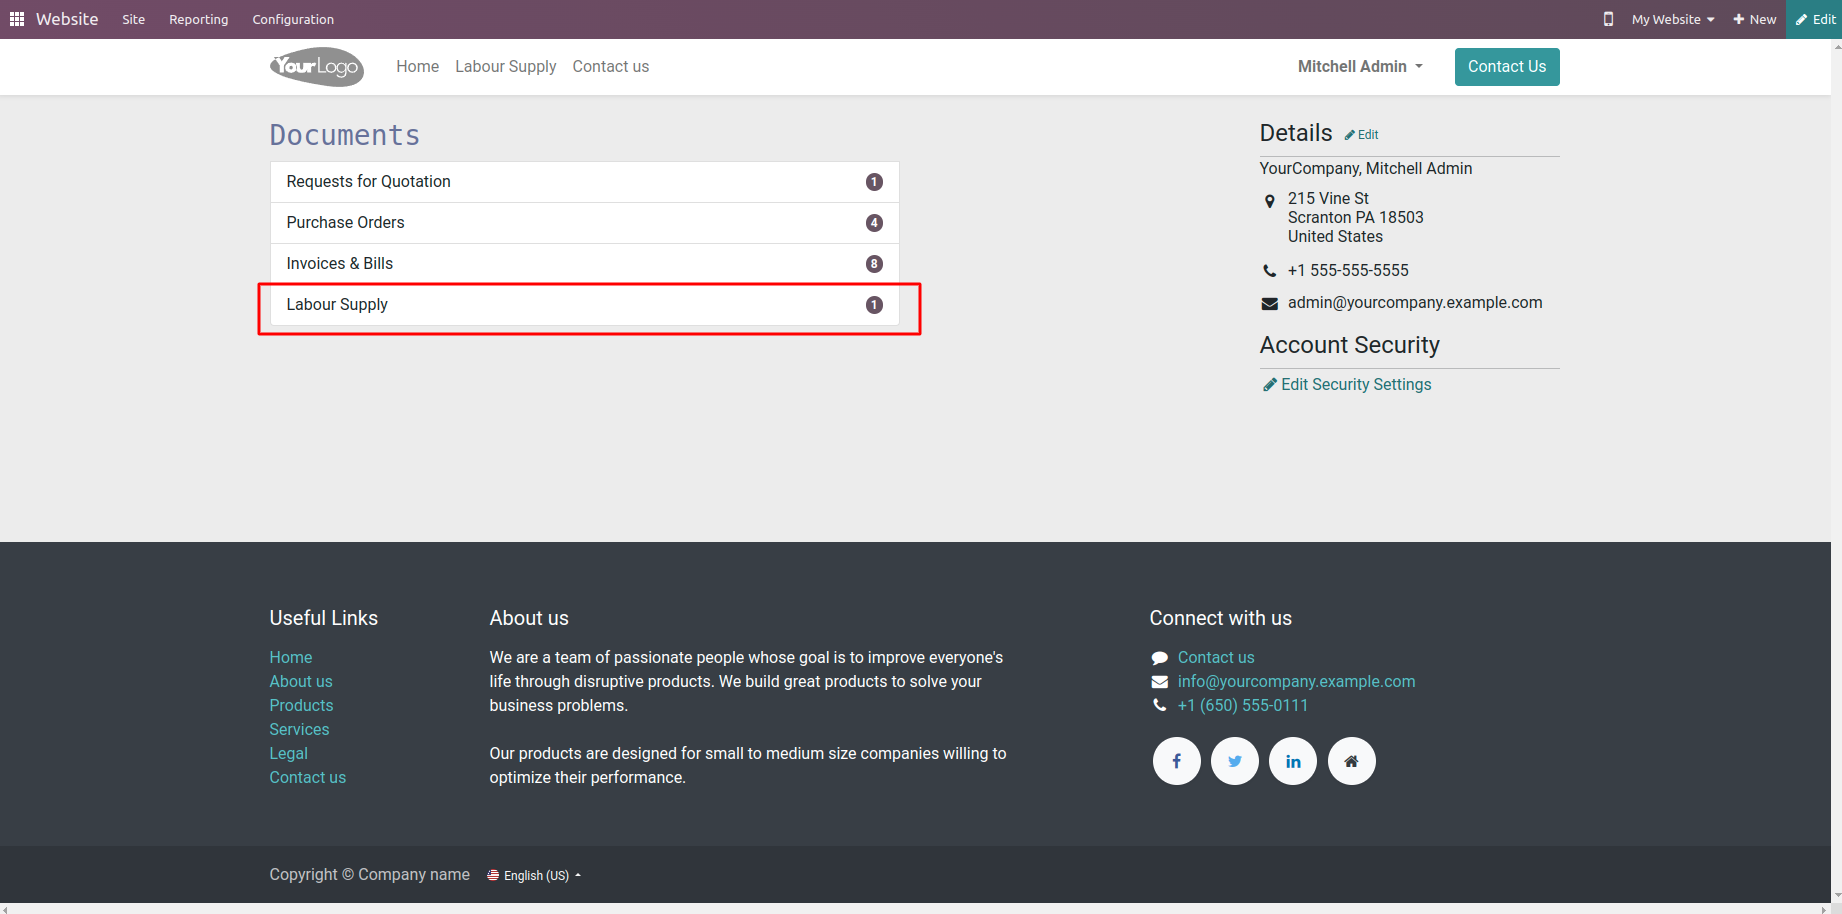 Website Site Reporting Configuration My Website New Edit
YourLogo Home Labour Supply Contact us Mitchell Admin Contact Us
Documents
Requests for Quotation 1
Purchase Orders 4
Invoices & Bills 8
Labour Supply 1
Details Edit
YourCompany, Mitchell Admin
215 Vine St
Scranton PA 18503
United States
+1 555-555-5555
admin@yourcompany.example.com
Account Security
Edit Security Settings
Useful Links
Home
About us
Products
Services
Legal
Contact us
About us
We are a team of passionate people whose goal is to improve everyone's
life through disruptive products. We build great products to solve your
business problems.
Our products are designed for small to medium size companies willing to
optimize their performance.
Connect with us
Contact us
info@yourcompany.example.com
+1 (650) 555-0111
Copyright © Company name English (US)